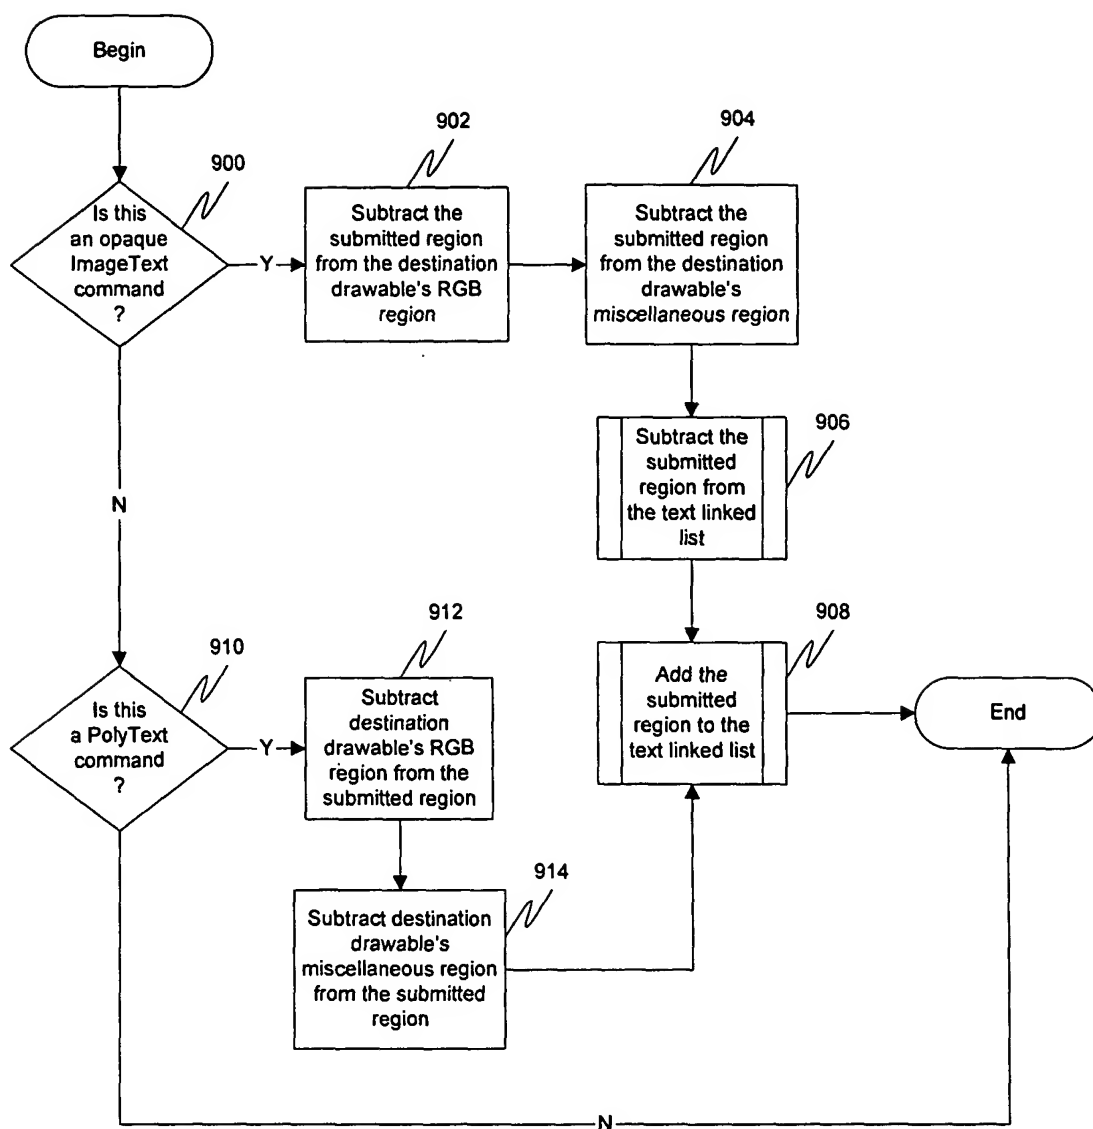 Begin
900
Is this
an opaque
ImageText
command
?
Y
902
Subtract the
submitted region
from the destination
drawable's RGB
region
904
Subtract the
submitted region
from the destination
drawable's
miscellaneous region
906
Subtract the
submitted
region from
the text linked
list
N
908
Add the
submitted
region to the
text linked list
End
910
Is this
a PolyText
command
?
Y
912
Subtract
destination
drawable's RGB
region from the
submitted region
914
Subtract destination
drawable's
miscellaneous region
from the submitted
region
N